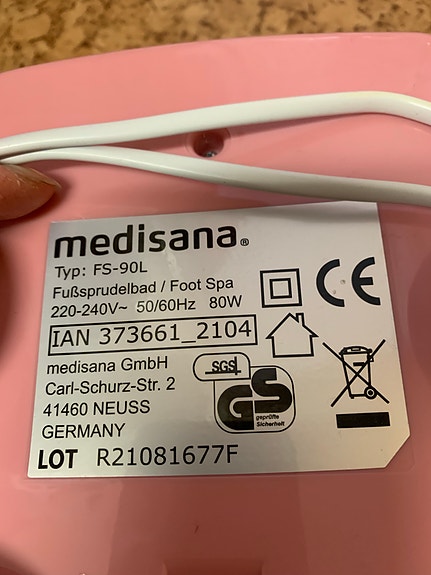 medisana®
Typ: FS-90L
Fußsprudelbad / Foot Spa
220-240V~ 50/60Hz 80W
IAN 373661_2104
medisana GmbH
Carl-Schurz-Str. 2
41460 NEUSS
GERMANY
LOT R21081677F
CE
SGS
GS
geprüfte
Sicherheit